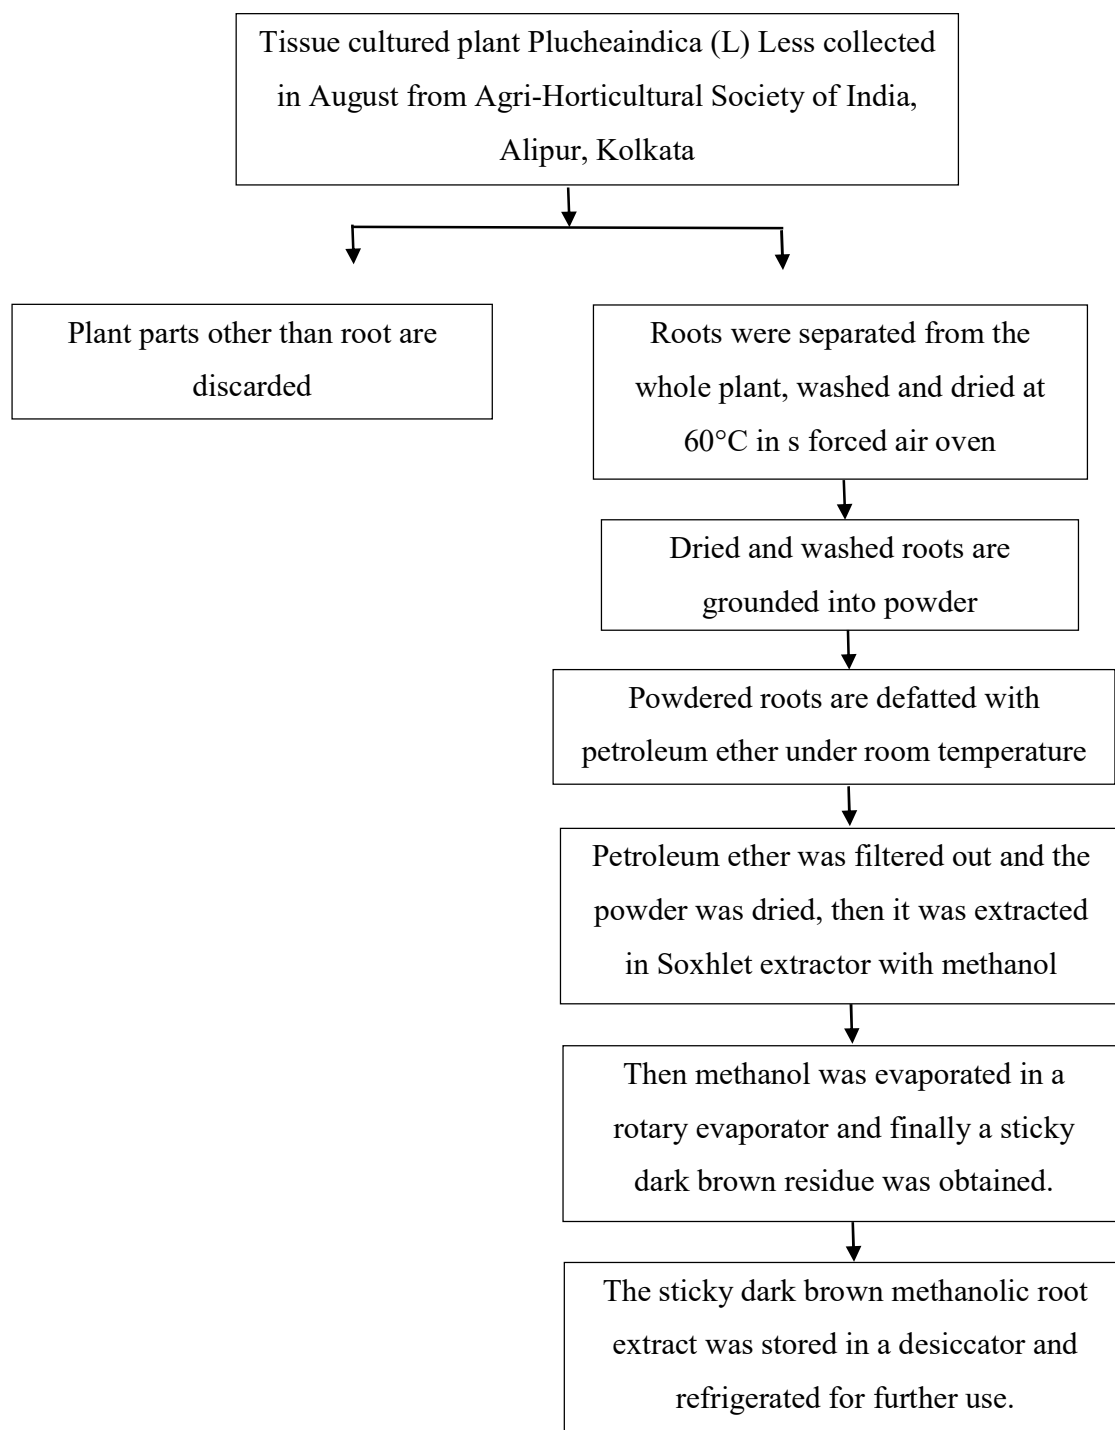 Tissue cultured plant Plucheaindica (L) Less collected
in August from Agri-Horticultural Society of India,
Alipur, Kolkata
Plant parts other than root are
discarded
Roots were separated from the
whole plant, washed and dried at
60°C in s forced air oven
Dried and washed roots are
grounded into powder
Powdered roots are defatted with
petroleum ether under room temperature
Petroleum ether was filtered out and the
powder was dried, then it was extracted
in Soxhlet extractor with methanol
Then methanol was evaporated in a
rotary evaporator and finally a sticky
dark brown residue was obtained.
The sticky dark brown methanolic root
extract was stored in a desiccator and
refrigerated for further use.